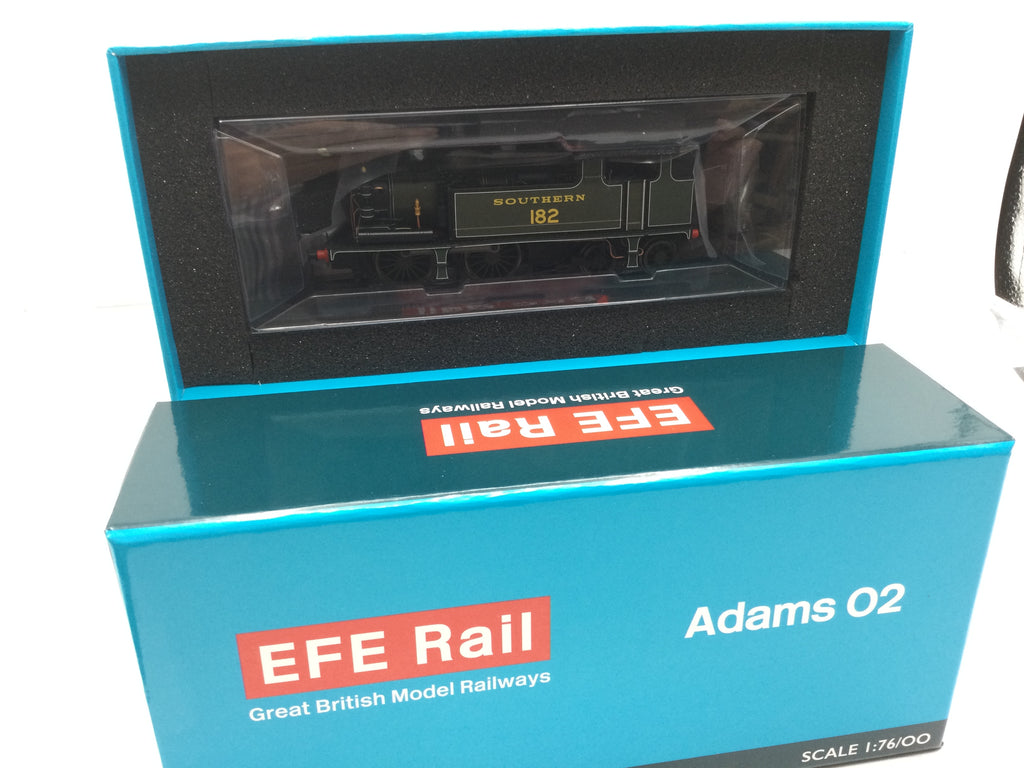 SOUTHERN
182
Great British Model Railways
EFE Rail
Adams O2
EFE Rail
Great British Model Railways
SCALE 1:76/OO